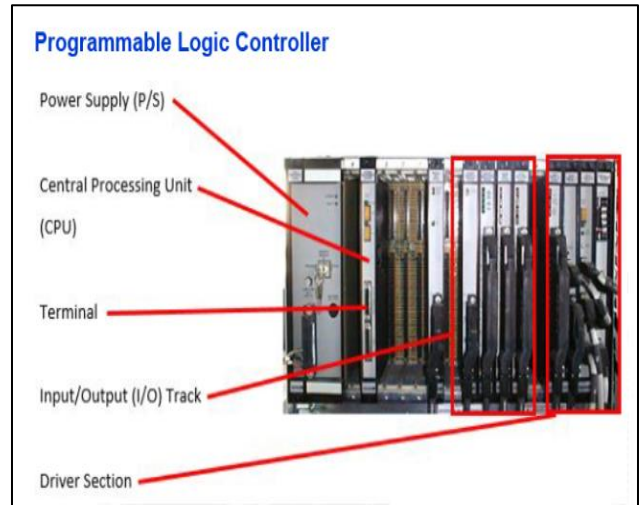 Programmable Logic Controller
Power Supply (P/S)
Central Processing Unit
(CPU)
Terminal
Input/Output (I/O) Track
Driver Section